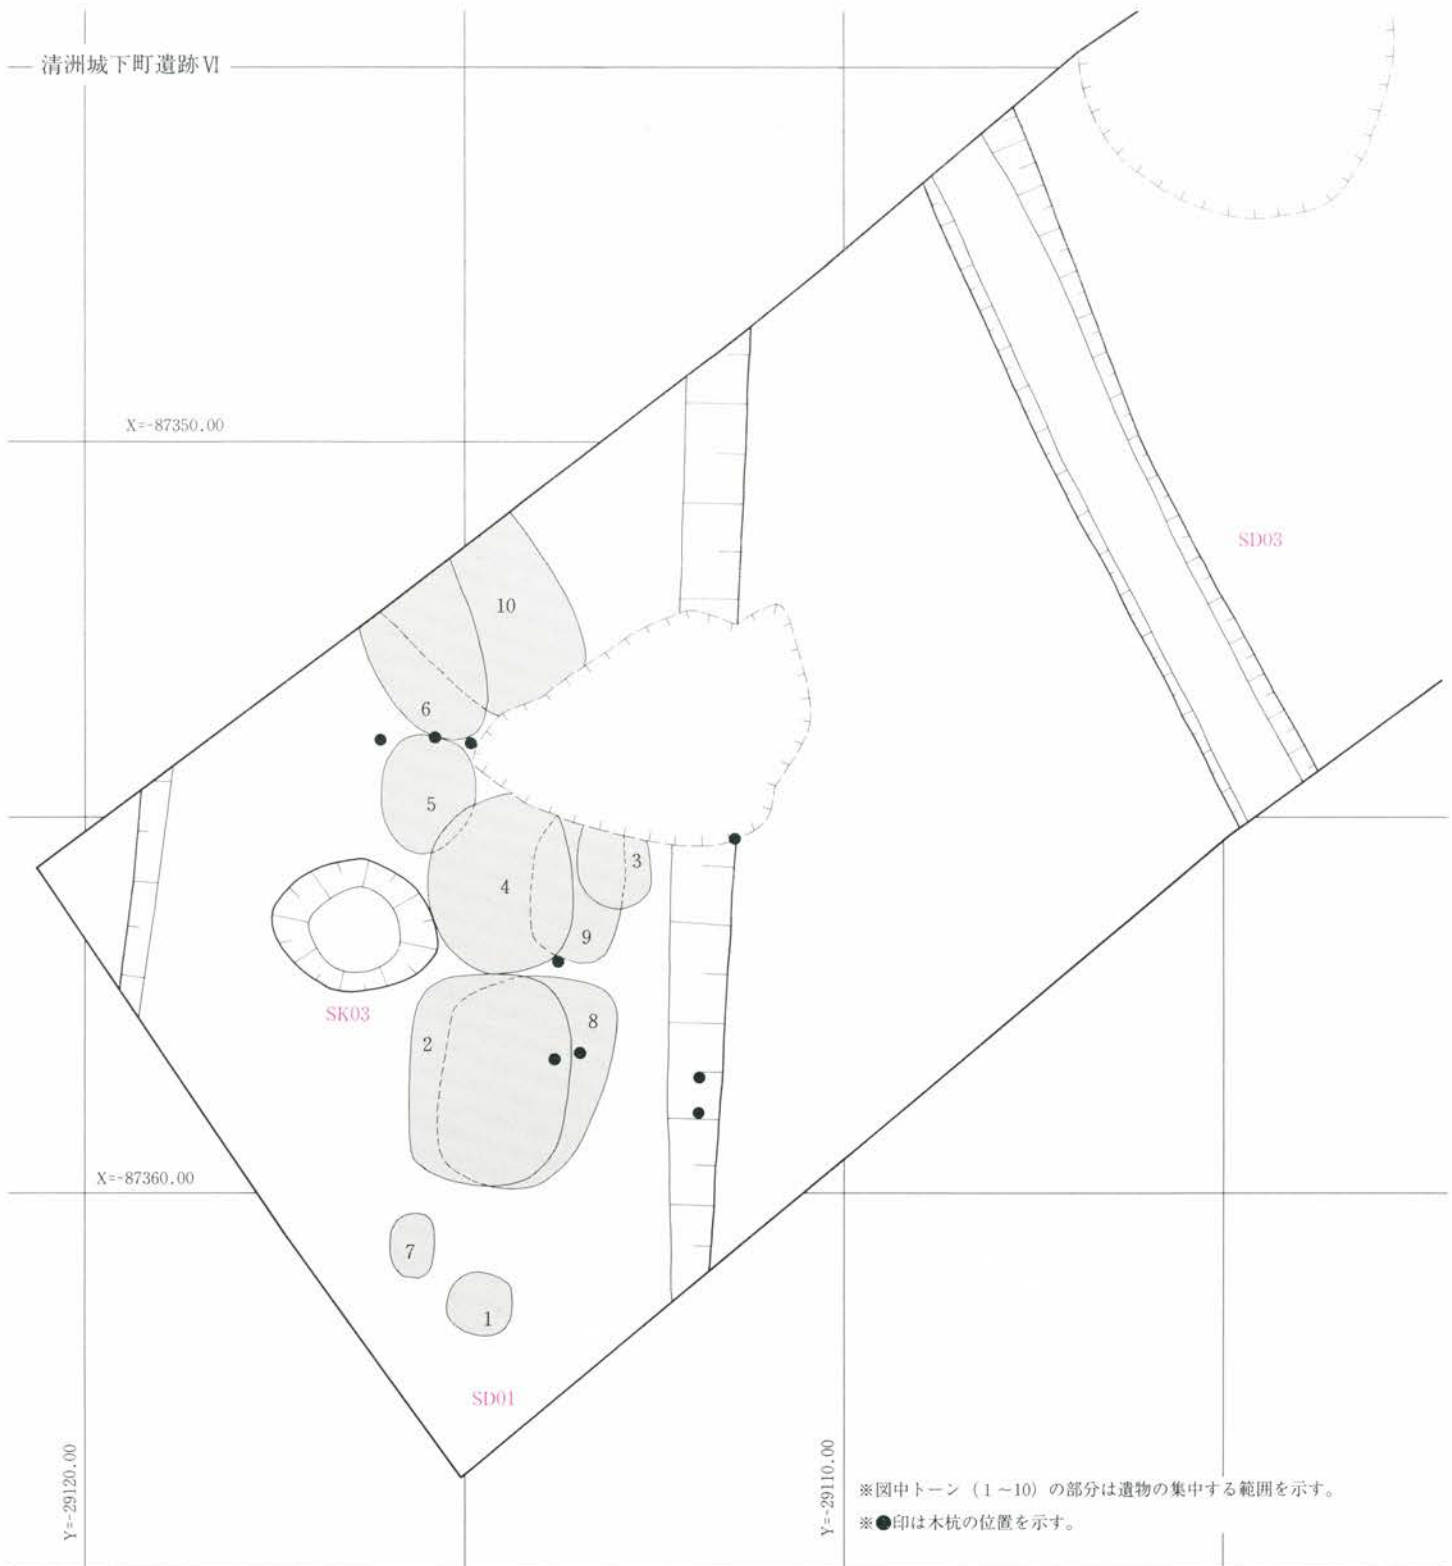 清洲城下町遺跡Ⅵ
X=-87350.00
SD03
10
6
5
3
4
9
SK03
8
2
X=-87360.00
7
1
SD01
Y=-29120.00
Y=-29110.00
※図中トーン（1～10）の部分は遺物の集中する範囲を示す。
※●印は木杭の位置を示す。